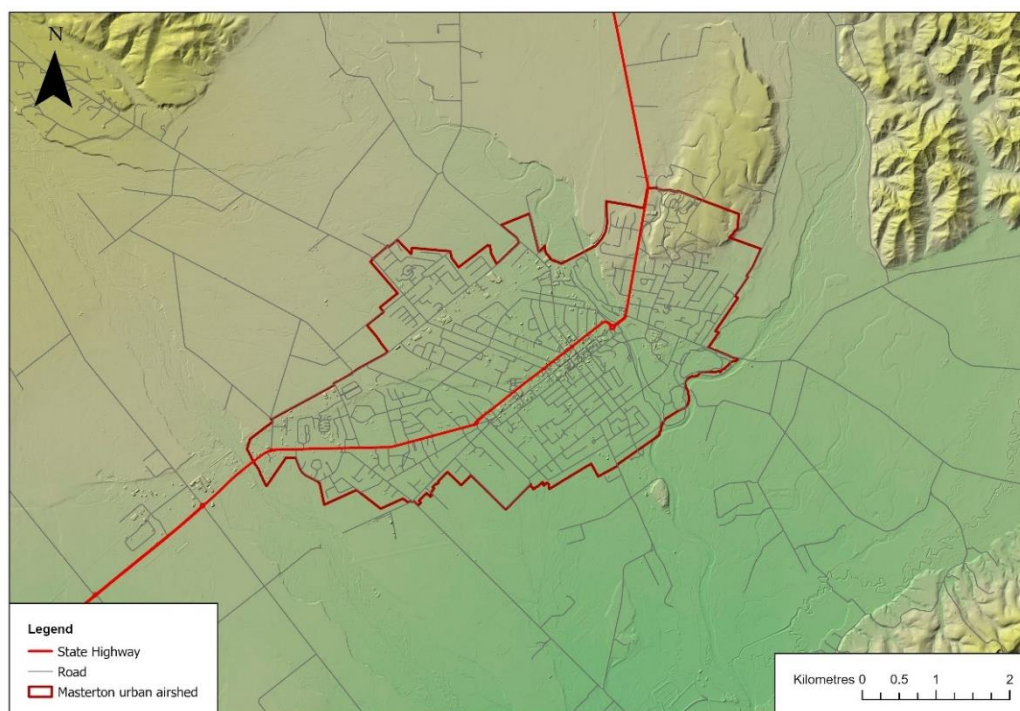 N
Legend
State Highway
Road
Masterton urban airshed
Kilometres 0 0.5 1 2